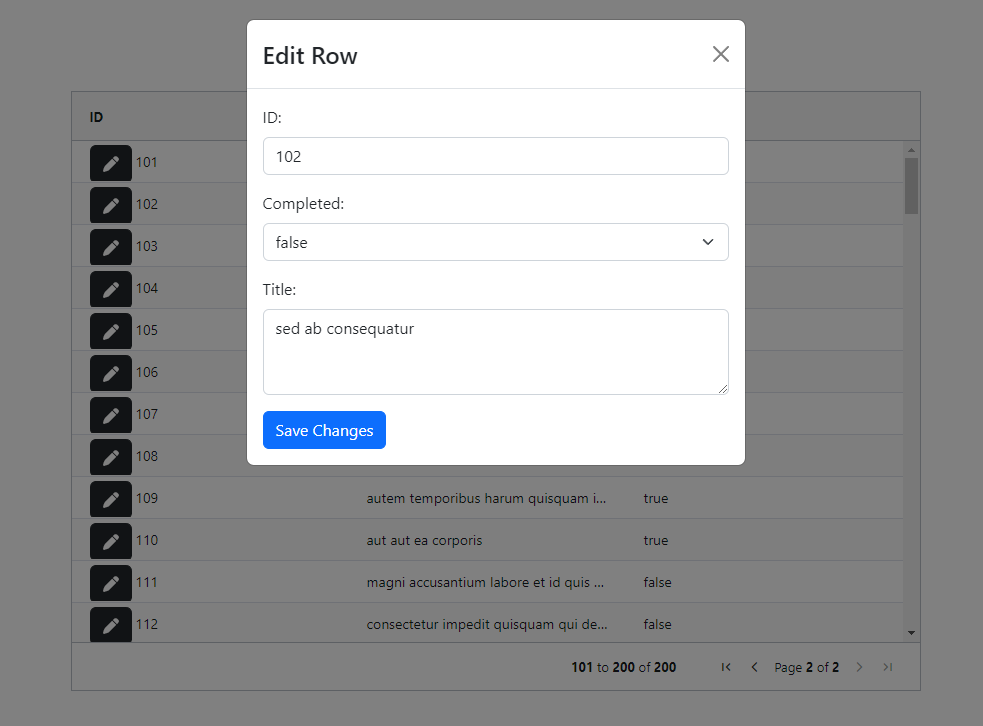 Edit Row
ID:
102
Completed:
false
Title:
sed ab consequatur
Save Changes
ID
101
102
103
104
105
106
107
108
109 autem temporibus harum quisquam i... true
110 aut aut ea corporis true
111 magni accusantium labore et id quis ... false
112 consectetur impedit quisquam qui de... false
101 to 200 of 200 Page 2 of 2